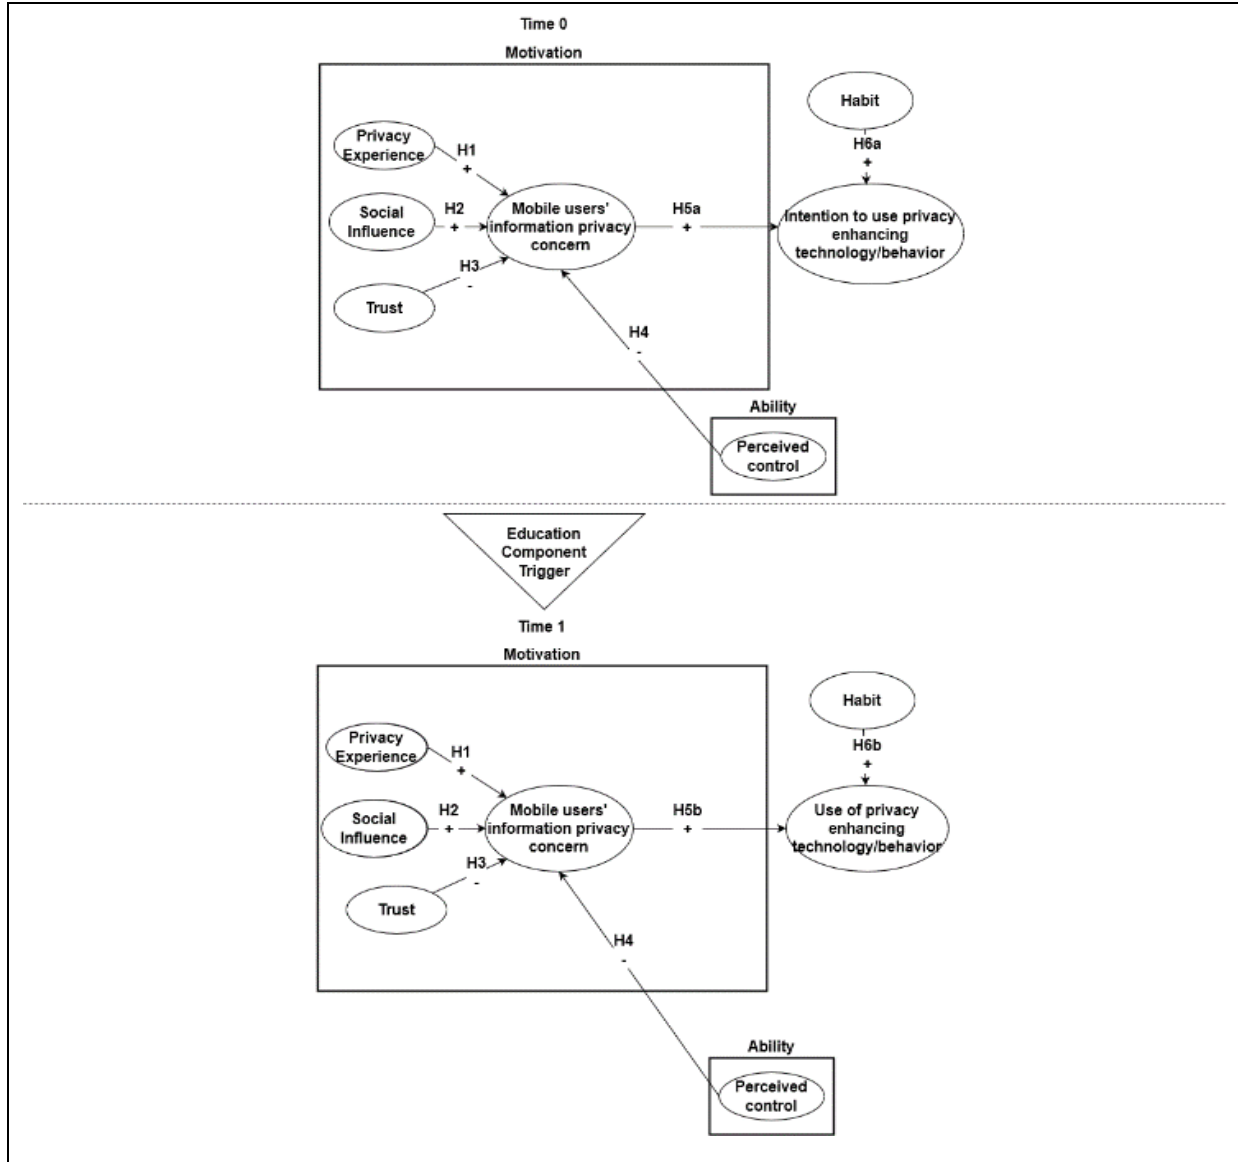 Time 0
Motivation
Habit
Privacy
Experience
H1
+
H6a
+
Social
Influence
H2
+
Mobile users'
information privacy
concern
H5a
+
Intention to use privacy
enhancing
technology/behavior
H3
-
Trust
H4
-
Ability
Perceived
control
Education
Component
Trigger
Time 1
Motivation
Habit
Privacy
Experience
H1
+
H6b
+
Social
Influence
H2
+
Mobile users'
information privacy
concern
H5b
+
Use of privacy
enhancing
technology/behavior
H3
-
Trust
H4
-
Ability
Perceived
control